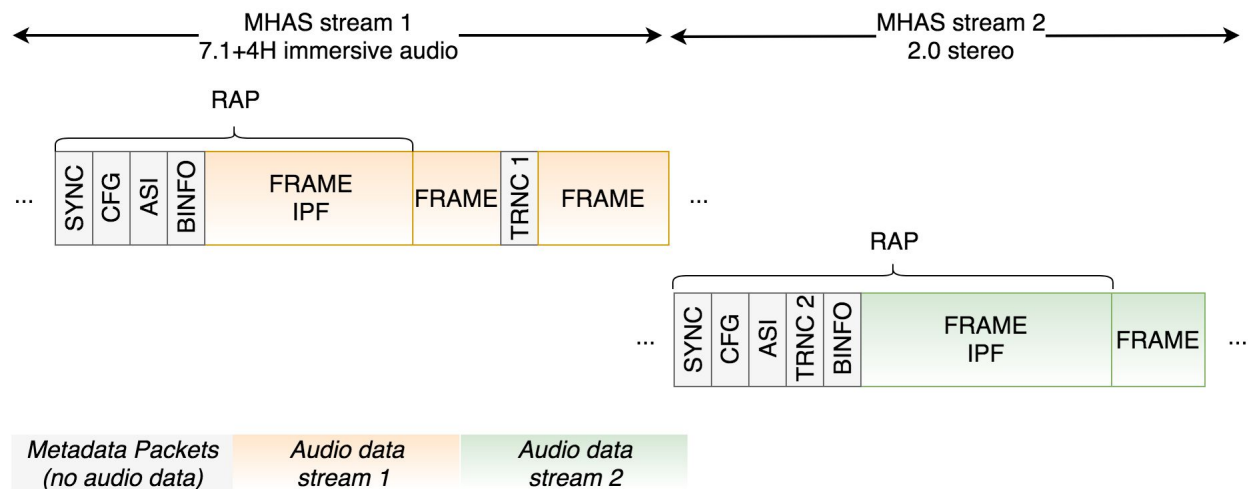 MHAS stream 1
7.1+4H immersive audio
MHAS stream 2
2.0 stereo
RAP
... SYNC CFG ASI BINFO FRAME IPF FRAME TRNC 1 FRAME ...
RAP
... SYNC CFG ASI TRNC 2 BINFO FRAME IPF FRAME ...
Metadata Packets
(no audio data)
Audio data
stream 1
Audio data
stream 2